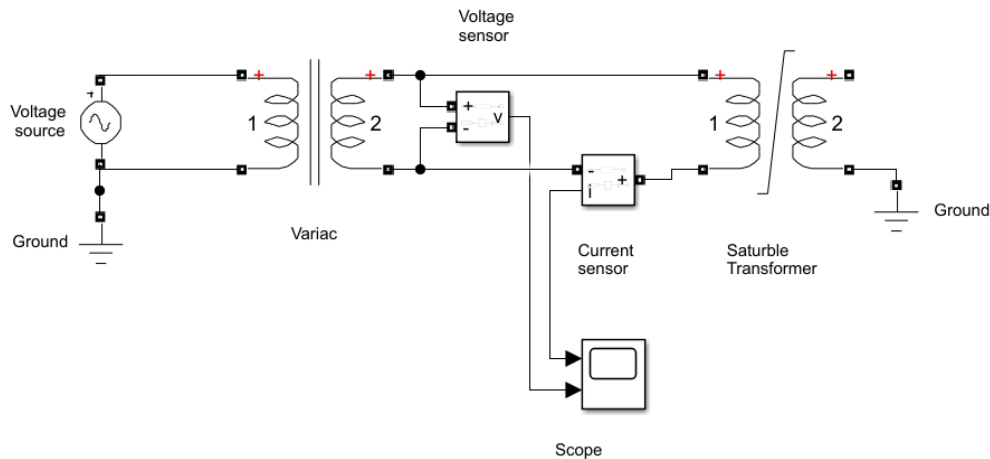 Voltage
sensor
Voltage
source
+
+
+
+
+
1
2
+
-
v
1
2
-
+
i
Ground
Variac
Current
sensor
Saturble
Transformer
Ground
Scope